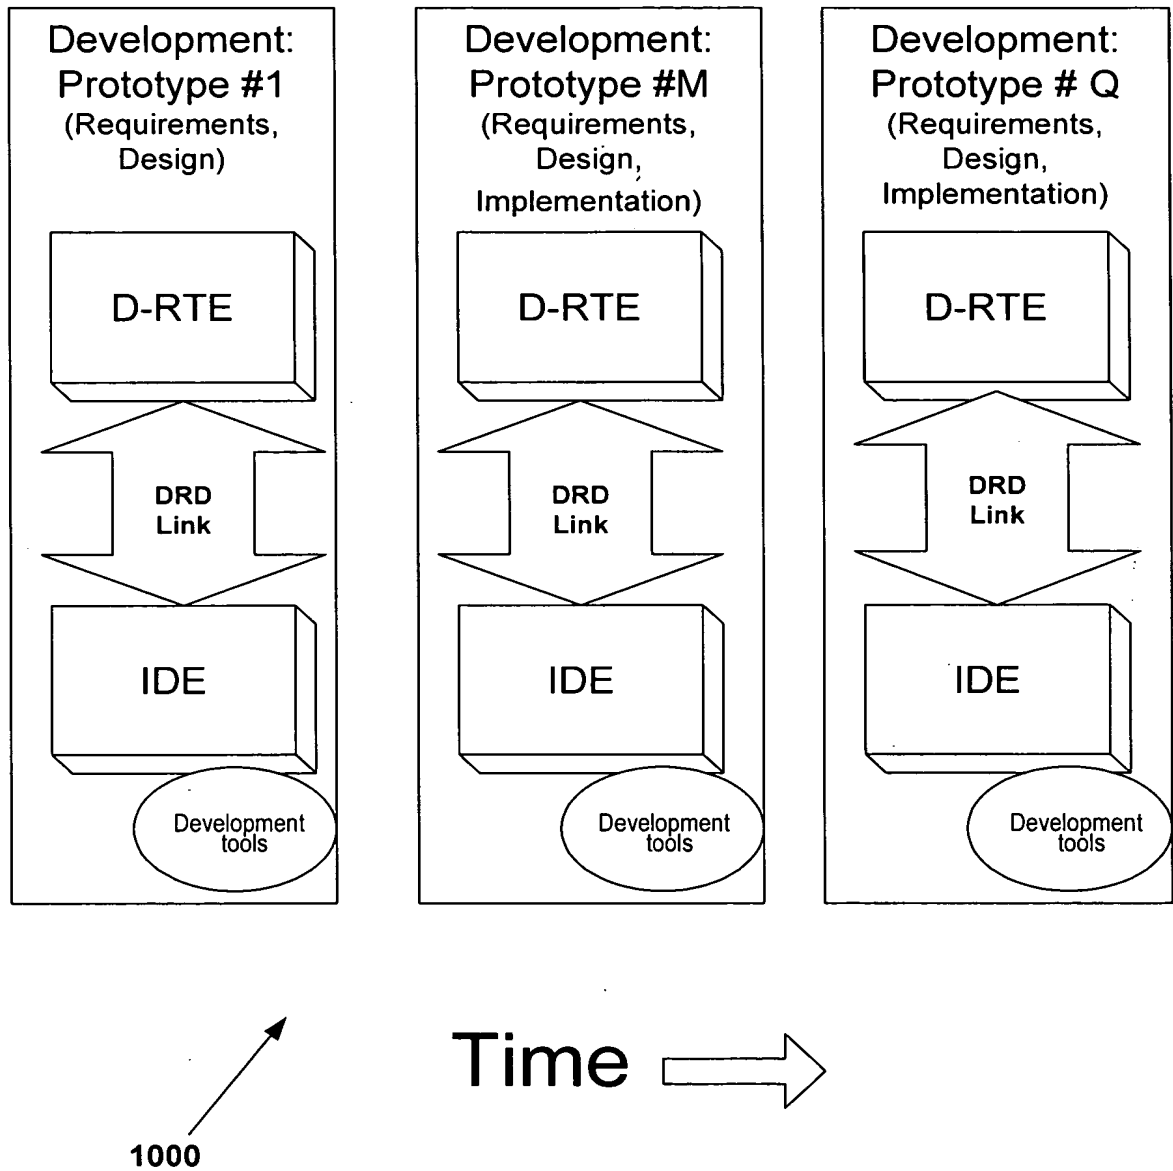 Development:
Prototype #1
(Requirements,
Design)
D-RTE
DRD
Link
IDE
Development
tools
Development:
Prototype #M
(Requirements,
Design,
Implementation)
D-RTE
DRD
Link
IDE
Development
tools
Development:
Prototype # Q
(Requirements,
Design,
Implementation)
D-RTE
DRD
Link
IDE
Development
tools
Time
1000